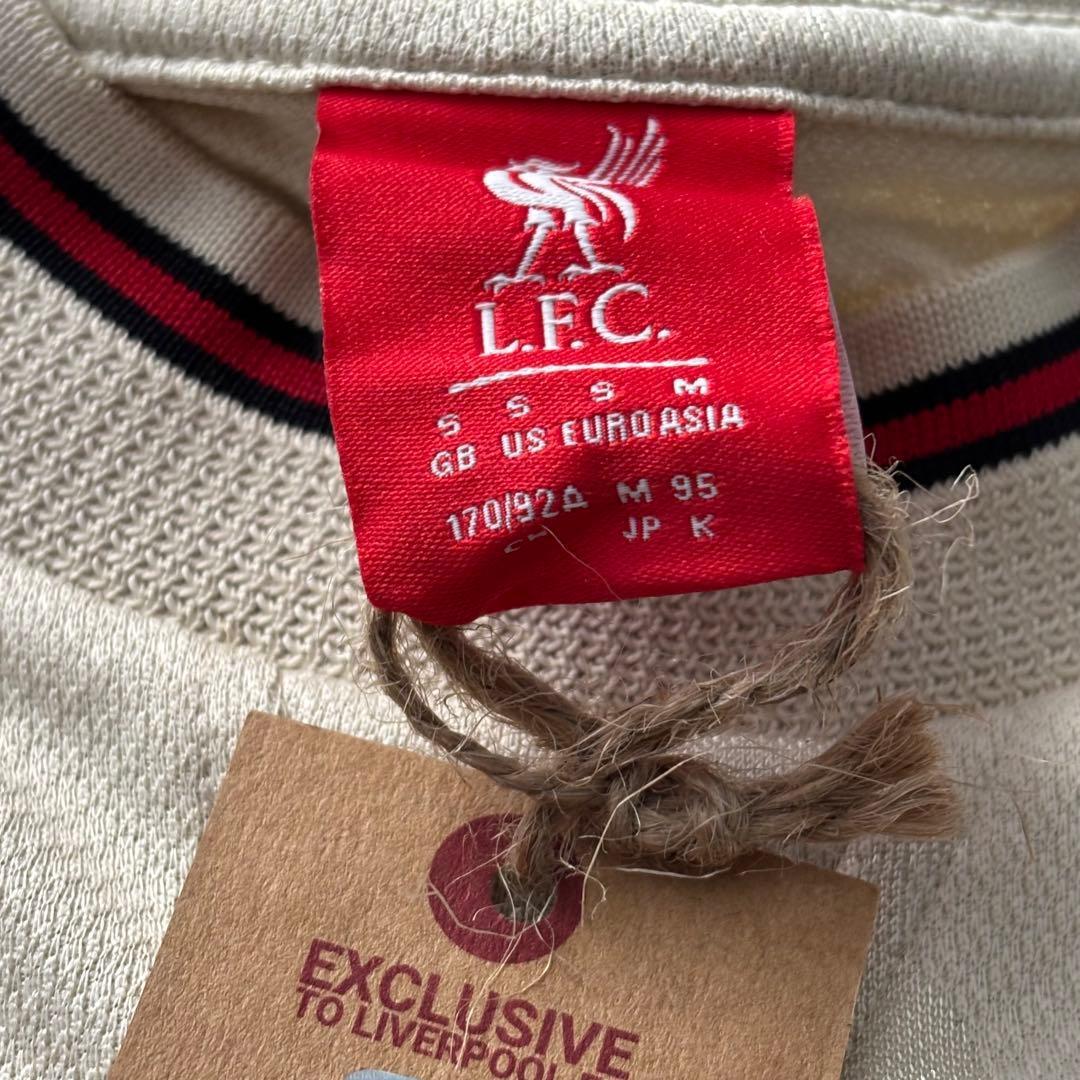 L.F.C.
S S S M
GB US EURO ASIA
170/92A M 95
JP K
EXCLUSIVE
TO LIVERPOOL